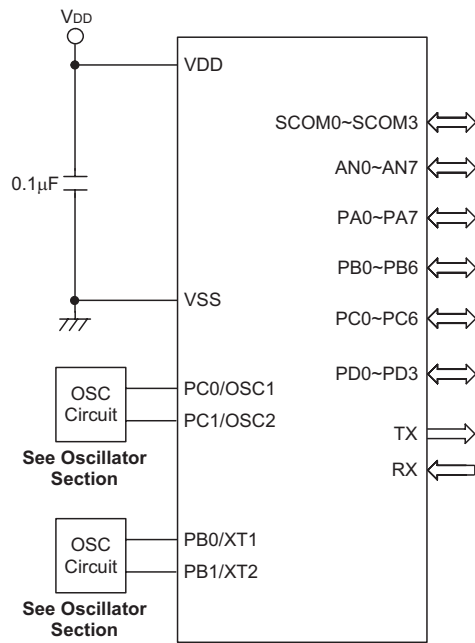 VDD
VDD
SCOM0~SCOM3
AN0~AN7
0.1μF
PA0~PA7
PB0~PB6
VSS
PC0~PC6
PD0~PD3
OSC
Circuit
PC0/OSC1
PC1/OSC2
TX
See Oscillator
Section
RX
OSC
Circuit
PB0/XT1
PB1/XT2
See Oscillator
Section